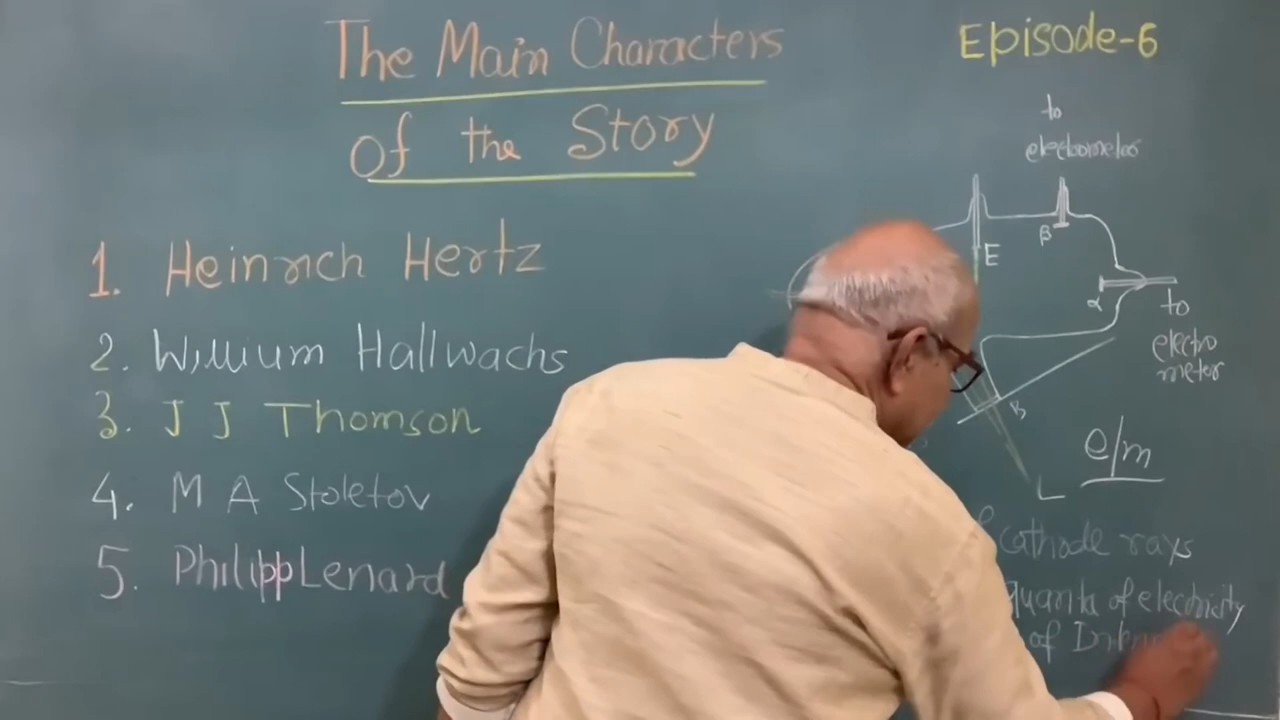 The Main Characters
of the Story
Episode-6
1. Heinrich Hertz
2. Willium Hallwachs
3. J J Thomson
4. M A Stoletov
5. Philipp Lenard
to
electrometer
E
β
α
to
electro
meter
B
L
e/m
cathode rays
quanta of electricity
of